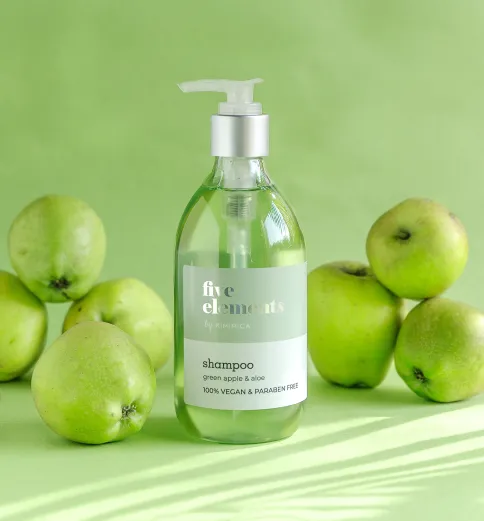 five
elements
shampoo
green apple & aloe
100% VEGAN & PARABEN FREE